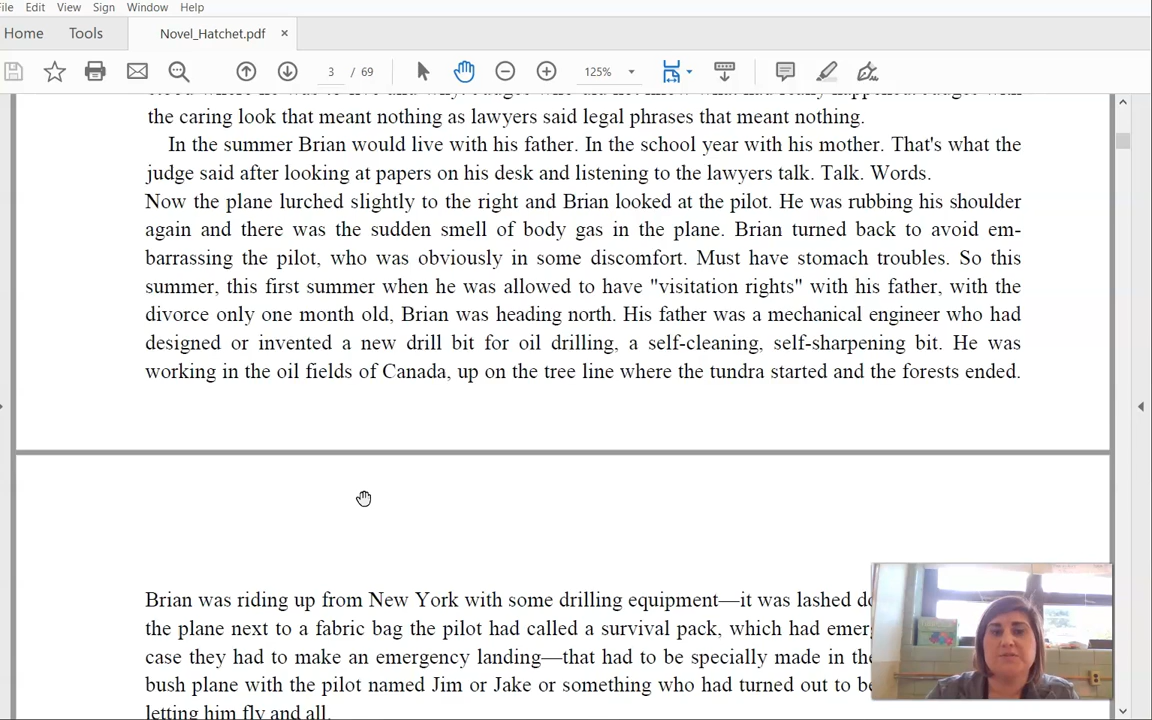 File Edit View Sign Window Help
Home Tools Novel_Hatchet.pdf ×
3 / 69 125%
the caring look that meant nothing as lawyers said legal phrases that meant nothing.
In the summer Brian would live with his father. In the school year with his mother. That's what the
judge said after looking at papers on his desk and listening to the lawyers talk. Talk. Words.
Now the plane lurched slightly to the right and Brian looked at the pilot. He was rubbing his shoulder
again and there was the sudden smell of body gas in the plane. Brian turned back to avoid em-
barrassing the pilot, who was obviously in some discomfort. Must have stomach troubles. So this
summer, this first summer when he was allowed to have "visitation rights" with his father, with the
divorce only one month old, Brian was heading north. His father was a mechanical engineer who had
designed or invented a new drill bit for oil drilling, a self-cleaning, self-sharpening bit. He was
working in the oil fields of Canada, up on the tree line where the tundra started and the forests ended.
Brian was riding up from New York with some drilling equipment—it was lashed
the plane next to a fabric bag the pilot had called a survival pack, which had
case they had to make an emergency landing—that had to be specially made in
bush plane with the pilot named Jim or Jake or something who had turned out to
letting him fly and all.